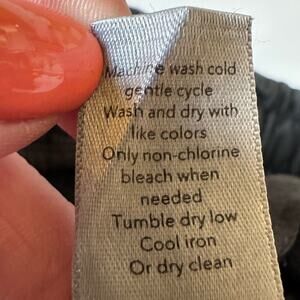 Machine wash cold
gentle cycle
Wash and dry with
like colors
Only non-chlorine
bleach when
needed
Tumble dry low
Cool iron
Or dry clean